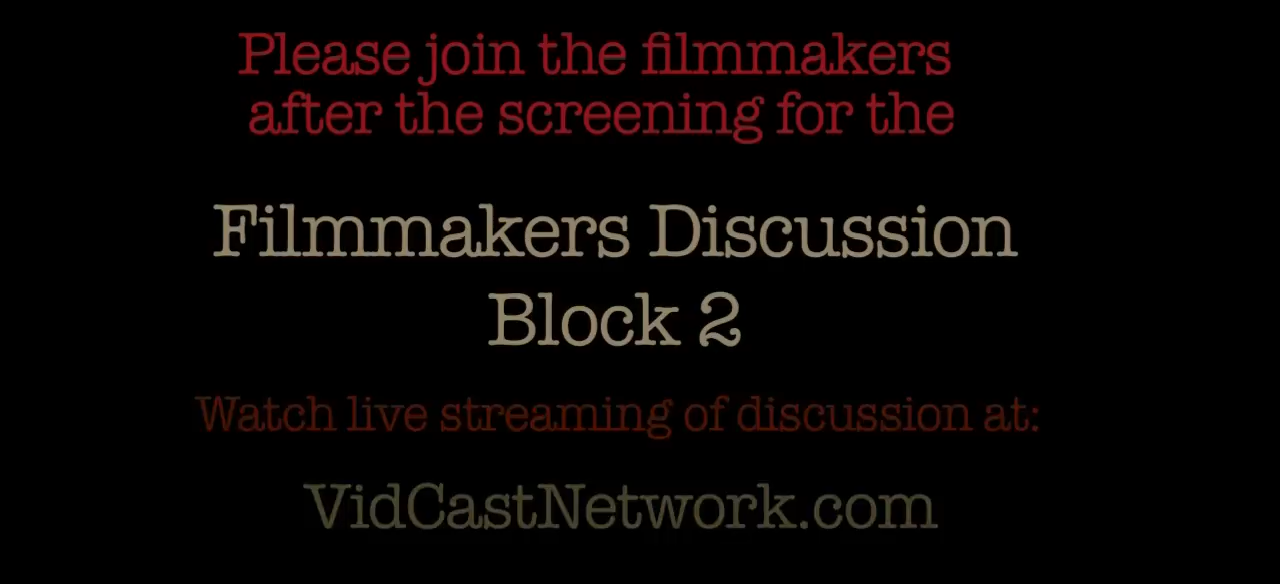 Please join the filmmakers
after the screening for the
Filmmakers Discussion
Block 2
Watch live streaming of discussion at:
VidCastNetwork.com